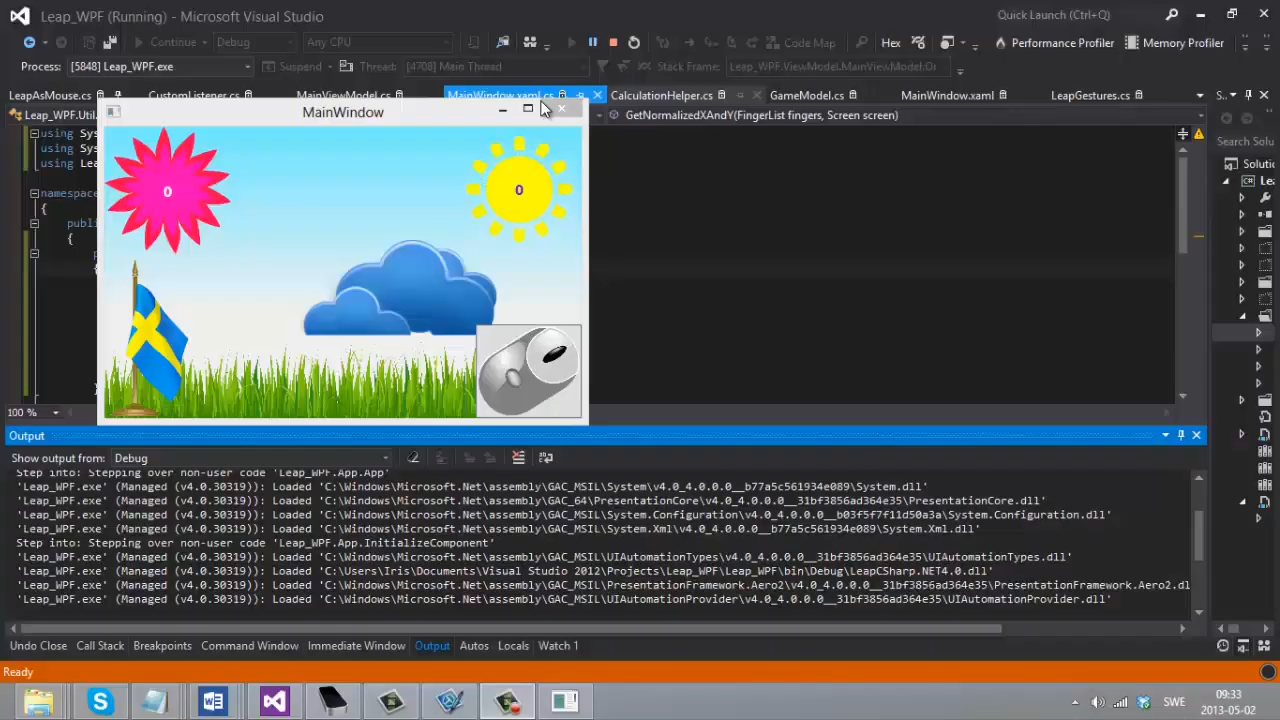 Leap_WPF (Running) - Microsoft Visual Studio
Quick Launch (Ctrl+Q)
Continue
Debug
Any CPU
Code Map
Hex
Performance Profiler
Memory Profiler
Process: [5848] Leap_WPF.exe
Suspend
Thread: [4708] Main Thread
Stack Frame: Leap_WPF.ViewModel.MainViewModel.On
LeapAsMouse.cs
CustomListener.cs
MainViewModel.cs
MainWindow.xaml.cs
CalculationHelper.cs
GameModel.cs
MainWindow.xaml
LeapGestures.cs
Leap_WPF.Util
MainWindow
GetNormalizedXAndY(FingerList fingers, Screen screen)
Search Solu
using Sys
using Sys
using Lea
Soluti
Le
0
0
namespace
{
publi
{
100 %
Output
Show output from: Debug
Step into: Stepping over non-user code 'Leap_WPF.App.App'
'Leap_WPF.exe' (Managed (v4.0.30319)): Loaded 'C:\Windows\Microsoft.Net\assembly\GAC_MSIL\System\v4.0_4.0.0.0__b77a5c561934e089\System.dll'
'Leap_WPF.exe' (Managed (v4.0.30319)): Loaded 'C:\Windows\Microsoft.Net\assembly\GAC_64\PresentationCore\v4.0_4.0.0.0__31bf3856ad364e35\PresentationCore.dll'
'Leap_WPF.exe' (Managed (v4.0.30319)): Loaded 'C:\Windows\Microsoft.Net\assembly\GAC_MSIL\System.Configuration\v4.0_4.0.0.0__b03f5f7f11d50a3a\System.Configuration.dll'
'Leap_WPF.exe' (Managed (v4.0.30319)): Loaded 'C:\Windows\Microsoft.Net\assembly\GAC_MSIL\System.Xml\v4.0_4.0.0.0__b77a5c561934e089\System.Xml.dll'
Step into: Stepping over non-user code 'Leap_WPF.App.InitializeComponent'
'Leap_WPF.exe' (Managed (v4.0.30319)): Loaded 'C:\Windows\Microsoft.Net\assembly\GAC_MSIL\UIAutomationTypes\v4.0_4.0.0.0__31bf3856ad364e35\UIAutomationTypes.dll'
'Leap_WPF.exe' (Managed (v4.0.30319)): Loaded 'C:\Users\Iris\Documents\Visual Studio 2012\Projects\Leap_WPF\Leap_WPF\bin\Debug\LeapCSharp.NET4.0.dll'
'Leap_WPF.exe' (Managed (v4.0.30319)): Loaded 'C:\Windows\Microsoft.Net\assembly\GAC_MSIL\PresentationFramework.Aero2\v4.0_4.0.0.0__31bf3856ad364e35\PresentationFramework.Aero2.dl
'Leap_WPF.exe' (Managed (v4.0.30319)): Loaded 'C:\Windows\Microsoft.Net\assembly\GAC_MSIL\UIAutomationProvider\v4.0_4.0.0.0__31bf3856ad364e35\UIAutomationProvider.dll'
Undo Close
Call Stack
Breakpoints
Command Window
Immediate Window
Output
Autos
Locals
Watch 1
Ready
SWE
09:33
2013-05-02